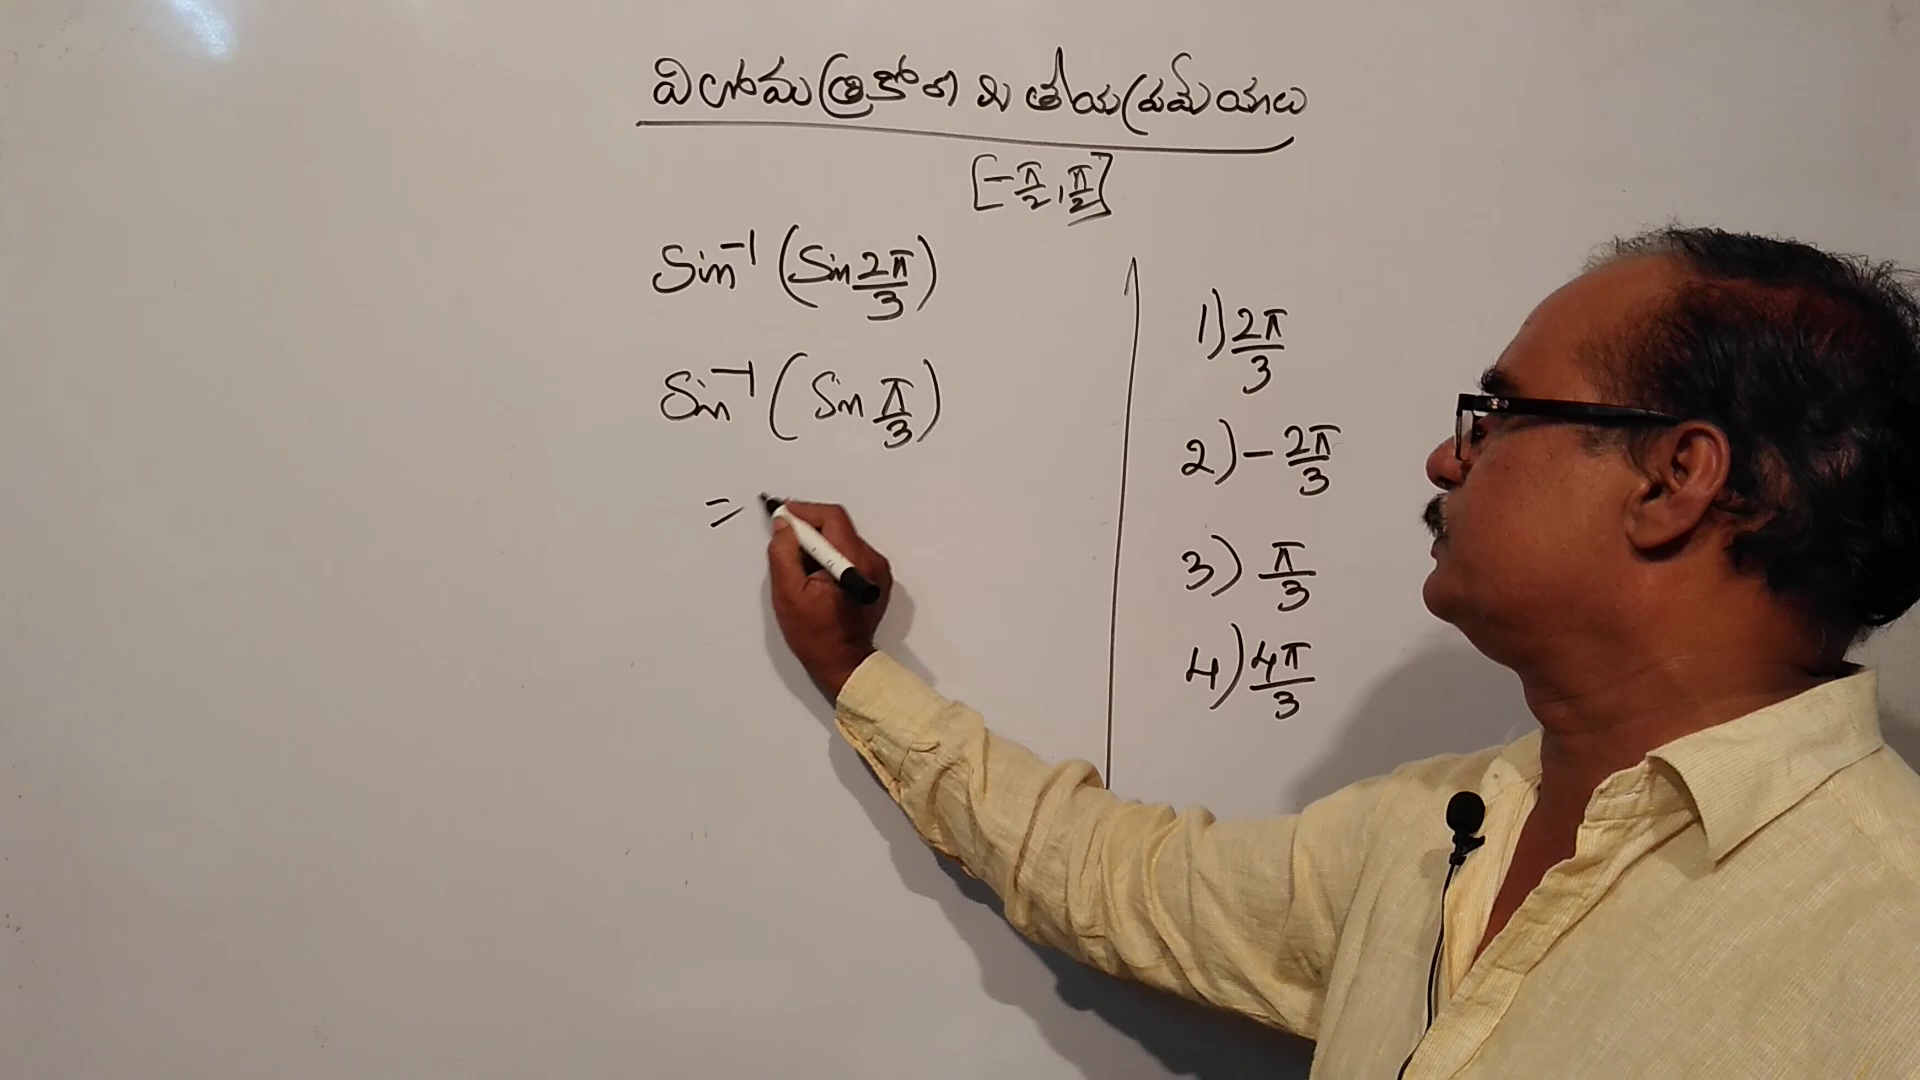 విలోమ త్రికోణ మితీయ ప్రమేయాలు
[-π/2, π/2]
Sin⁻¹(Sin 2π/3)
Sin⁻¹(Sin π/3)
=
1) 2π/3
2) -2π/3
3) π/3
4) 4π/3